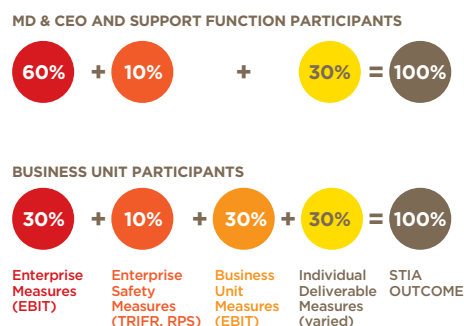 MD & CEO AND SUPPORT FUNCTION PARTICIPANTS
60% + 10% + 30% = 100%
BUSINESS UNIT PARTICIPANTS
30% + 10% + 30% + 30% = 100%
Enterprise Measures (EBIT)
Enterprise Safety Measures (TRIFR, RPS)
Business Unit Measures (EBIT)
Individual Deliverable Measures (varied)
STIA OUTCOME